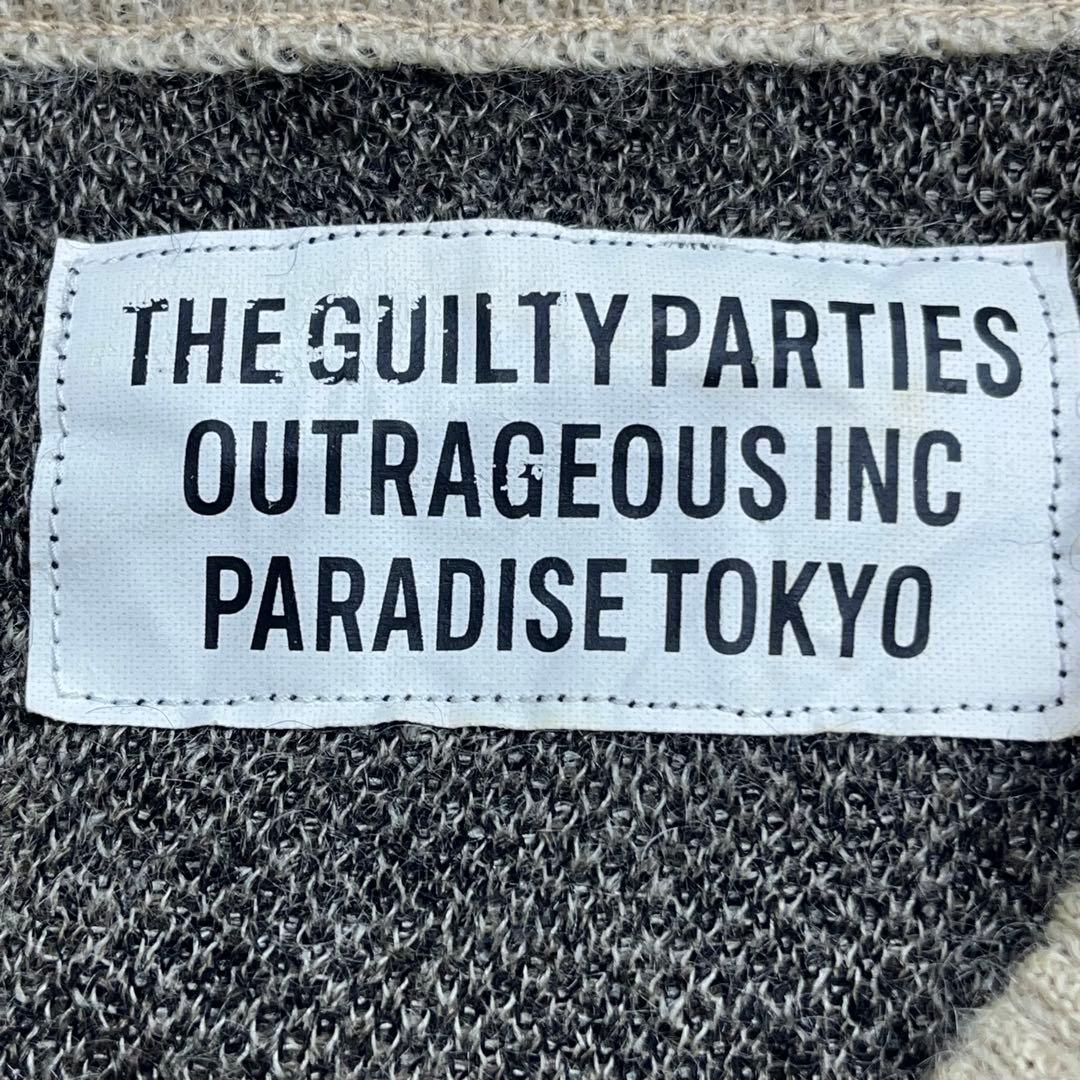 THE GUILTY PARTIES
OUTRAGEOUS INC
PARADISE TOKYO